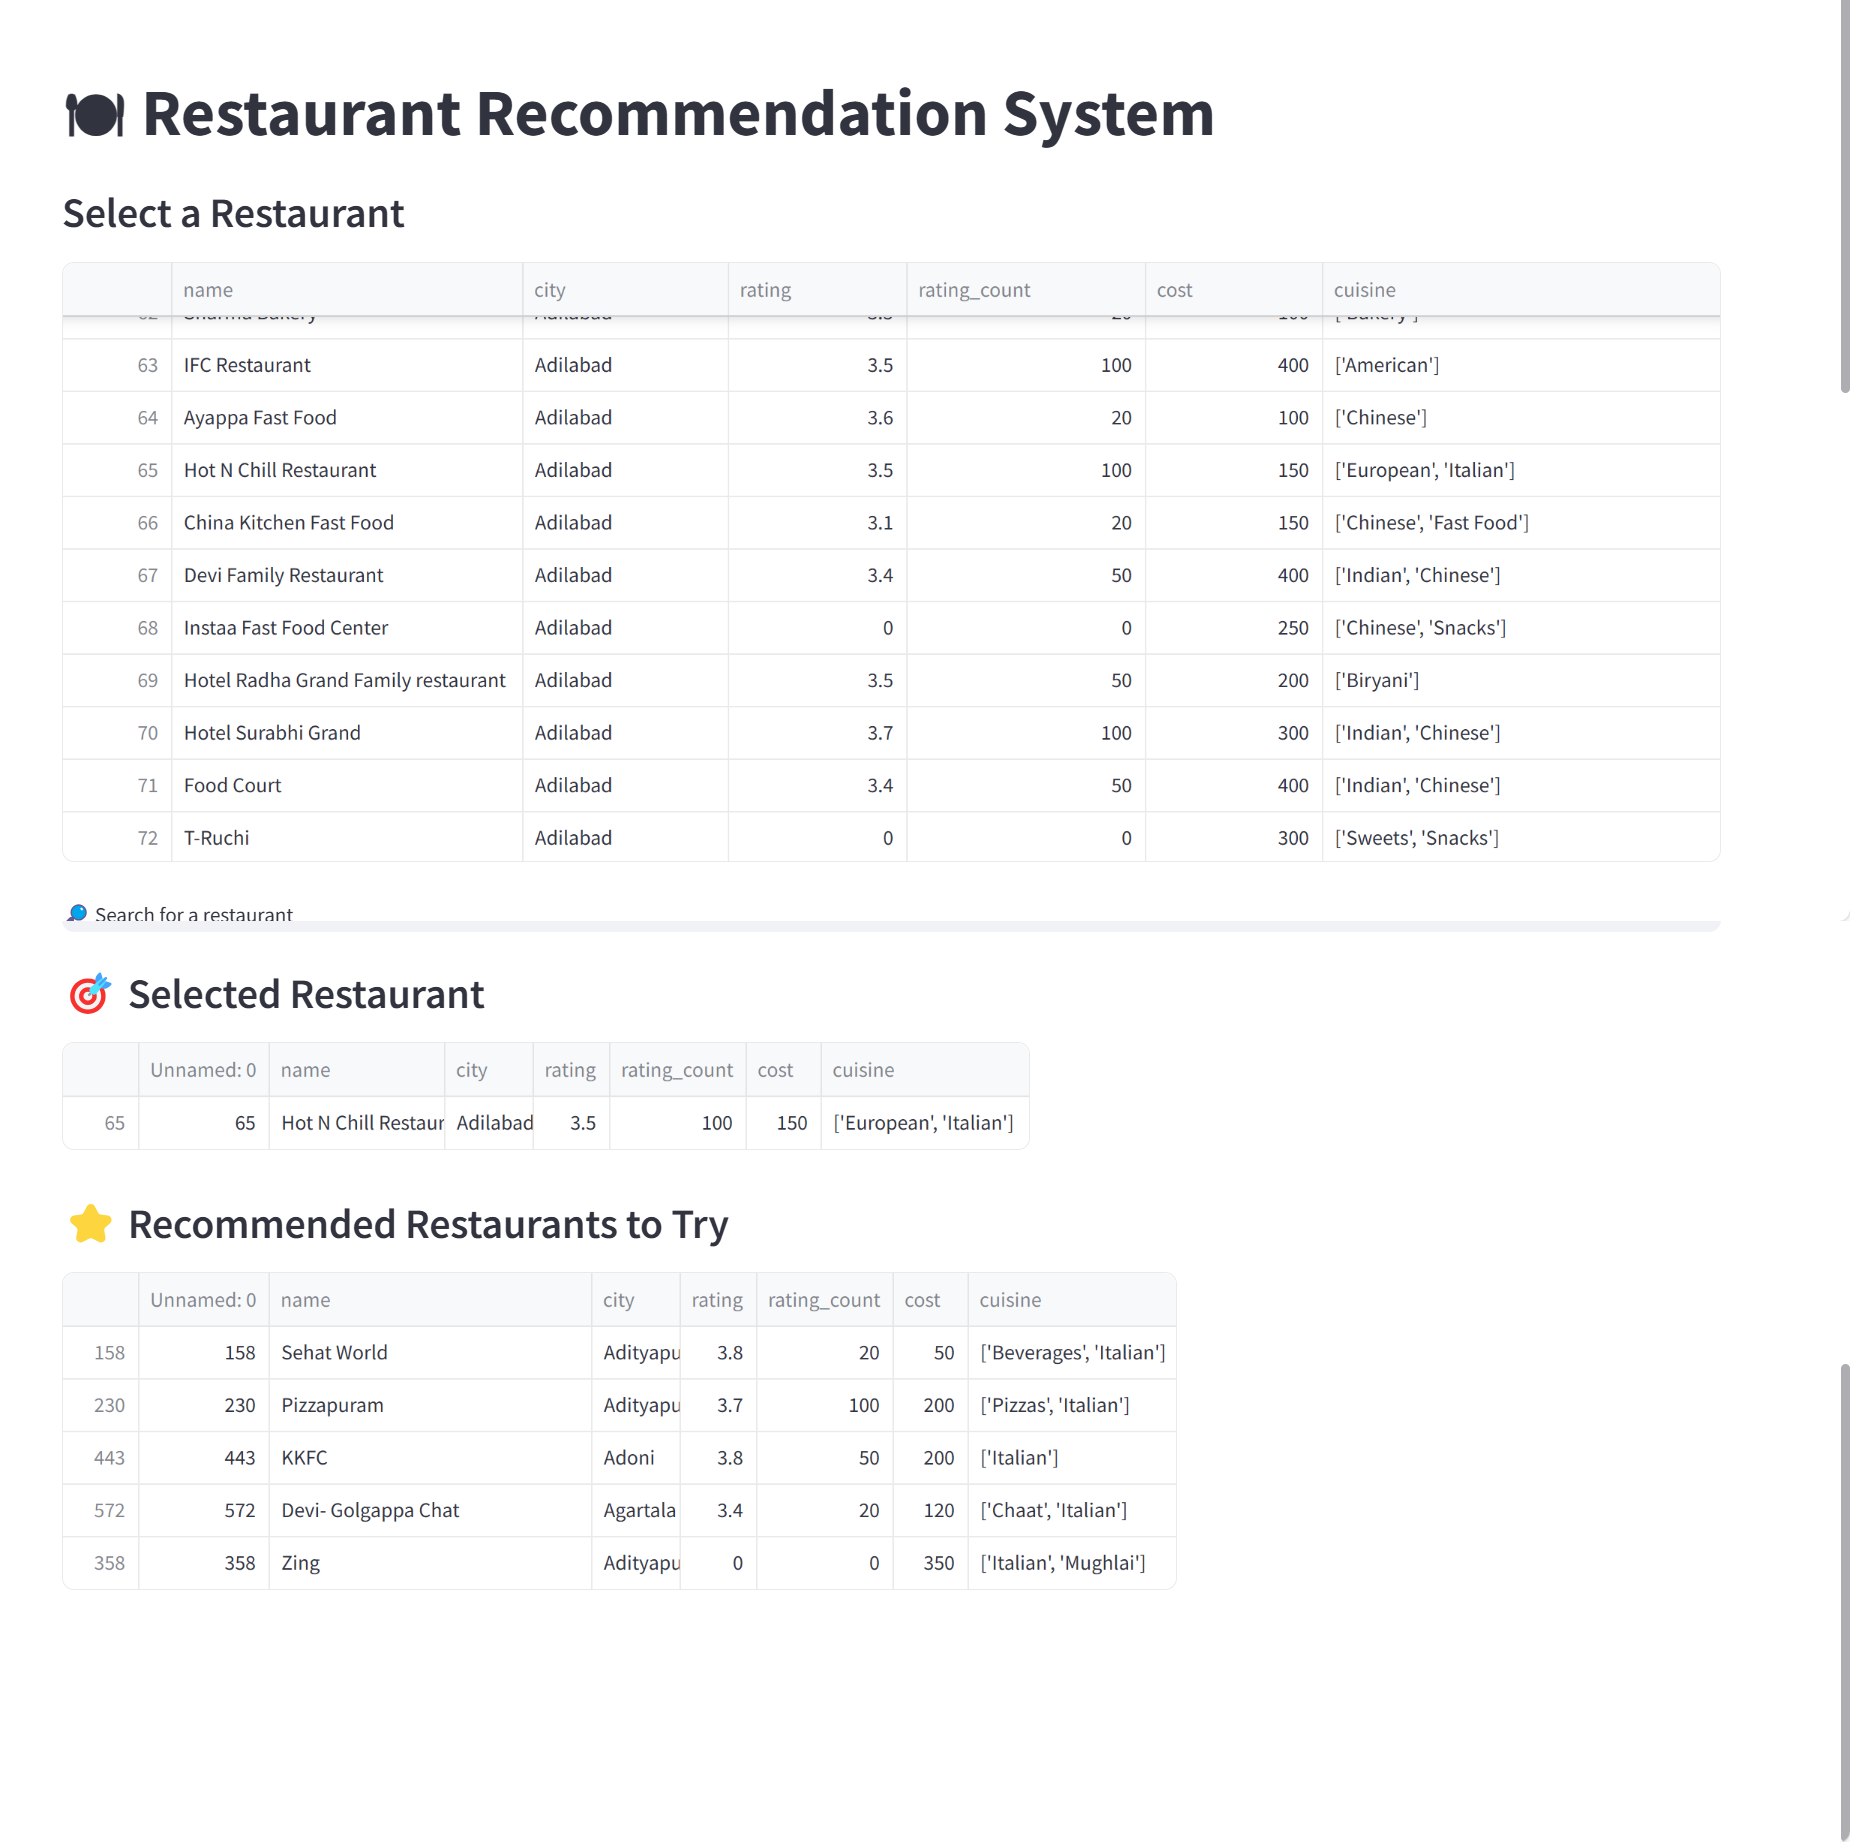 Restaurant Recommendation System
Select a Restaurant
name city rating rating_count cost cuisine
63 IFC Restaurant Adilabad 3.5 100 400 ['American']
64 Ayappa Fast Food Adilabad 3.6 20 100 ['Chinese']
65 Hot N Chill Restaurant Adilabad 3.5 100 150 ['European', 'Italian']
66 China Kitchen Fast Food Adilabad 3.1 20 150 ['Chinese', 'Fast Food']
67 Devi Family Restaurant Adilabad 3.4 50 400 ['Indian', 'Chinese']
68 Instaa Fast Food Center Adilabad 0 0 250 ['Chinese', 'Snacks']
69 Hotel Radha Grand Family restaurant Adilabad 3.5 50 200 ['Biryani']
70 Hotel Surabhi Grand Adilabad 3.7 100 300 ['Indian', 'Chinese']
71 Food Court Adilabad 3.4 50 400 ['Indian', 'Chinese']
72 T-Ruchi Adilabad 0 0 300 ['Sweets', 'Snacks']
Search for a restaurant
Selected Restaurant
Unnamed: 0 name city rating rating_count cost cuisine
65 65 Hot N Chill Restaur Adilabad 3.5 100 150 ['European', 'Italian']
Recommended Restaurants to Try
Unnamed: 0 name city rating rating_count cost cuisine
158 158 Sehat World Adityapu 3.8 20 50 ['Beverages', 'Italian']
230 230 Pizzapuram Adityapu 3.7 100 200 ['Pizzas', 'Italian']
443 443 KKFC Adoni 3.8 50 200 ['Italian']
572 572 Devi- Golgappa Chat Agartala 3.4 20 120 ['Chaat', 'Italian']
358 358 Zing Adityapu 0 0 350 ['Italian', 'Mughlai']